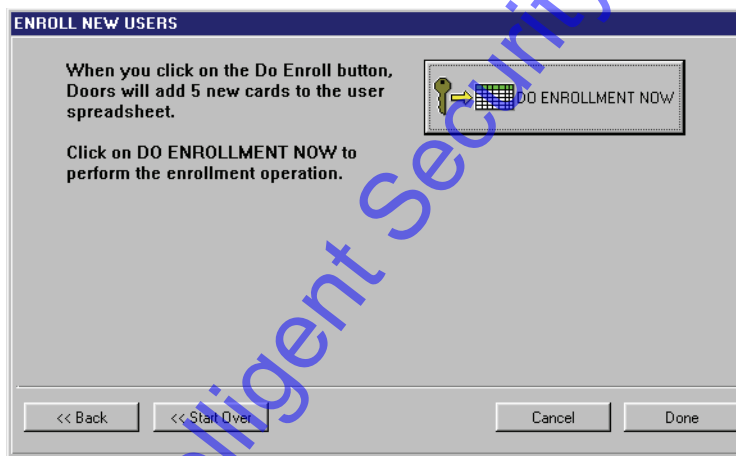 ENROLL NEW USERS
When you click on the Do Enroll button,
Doors will add 5 new cards to the user
spreadsheet.
DO ENROLLMENT NOW
Click on DO ENROLLMENT NOW to
perform the enrollment operation.
<< Back
<< Start Over
Cancel
Done
lligent Security